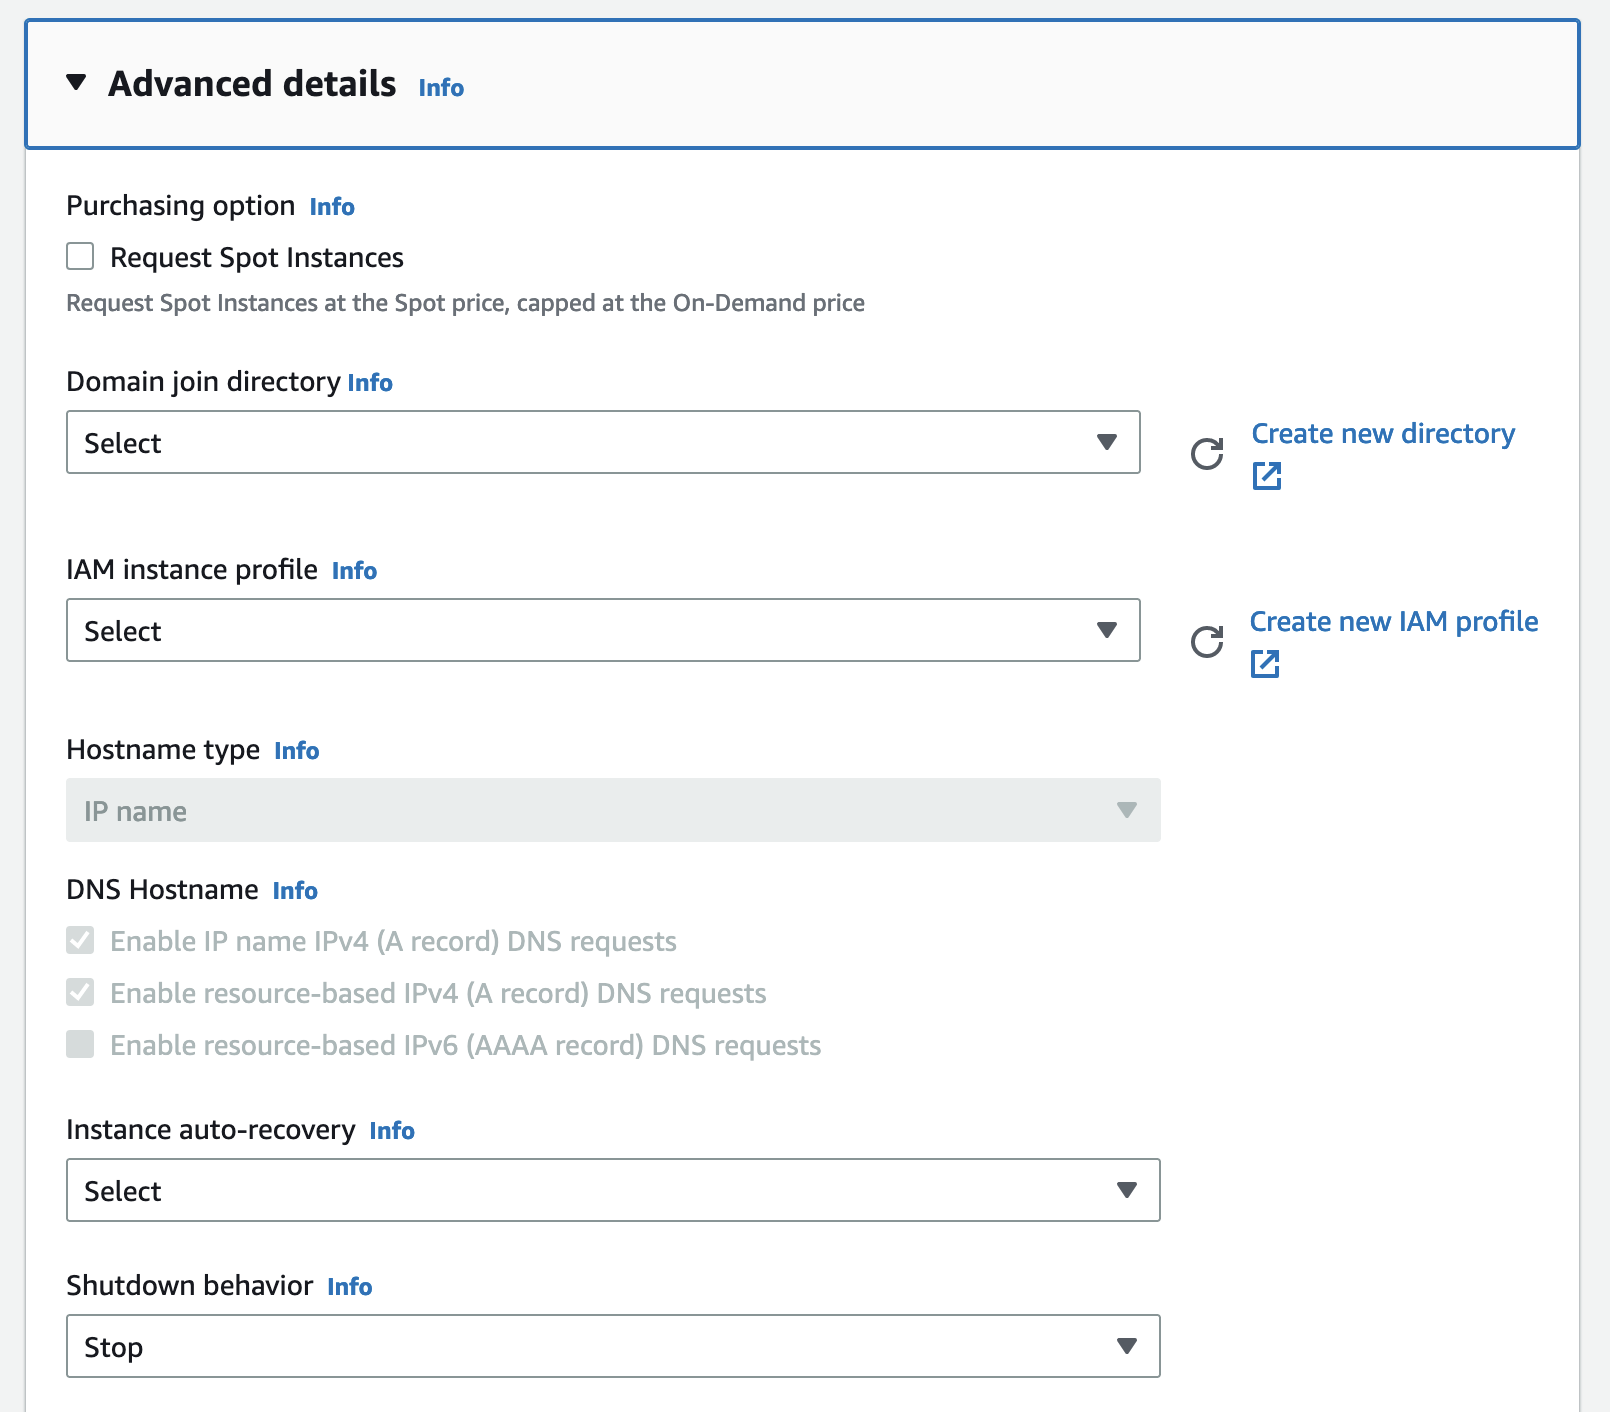 Advanced details Info
Purchasing option Info
Request Spot Instances
Request Spot Instances at the Spot price, capped at the On-Demand price
Domain join directory Info
Select
Create new directory
IAM instance profile Info
Select
Create new IAM profile
Hostname type Info
IP name
DNS Hostname Info
Enable IP name IPv4 (A record) DNS requests
Enable resource-based IPv4 (A record) DNS requests
Enable resource-based IPv6 (AAAA record) DNS requests
Instance auto-recovery Info
Select
Shutdown behavior Info
Stop